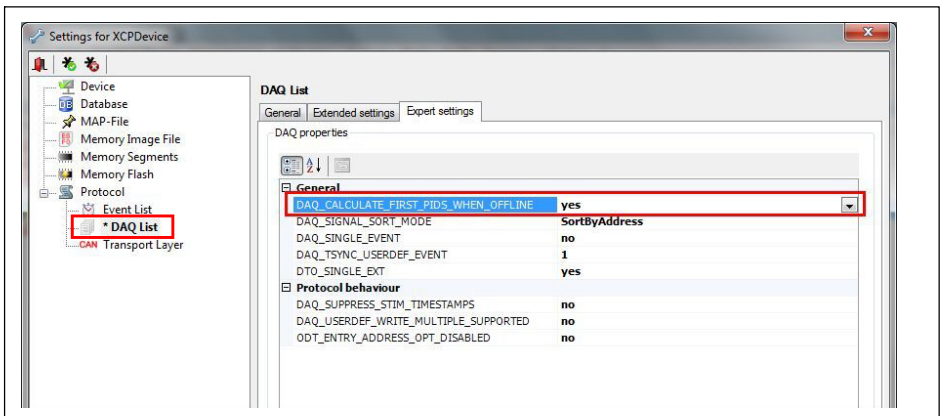 Settings for XCPDevice
Device
Database
MAP-File
Memory Image File
Memory Segments
Memory Flash
Protocol
Event List
* DAQ List
Transport Layer
DAQ List
General Extended settings Expert settings
DAQ properties
General
DAQ_CALCULATE_FIRST_PIDS_WHEN_OFFLINE yes
DAQ_SIGNAL_SORT_MODE SortByAddress
DAQ_SINGLE_EVENT no
DAQ_TSYNC_USERDEF_EVENT 1
DTO_SINGLE_EXT yes
Protocol behaviour
DAQ_SUPPRESS_STIM_TIMESTAMPS no
DAQ_USERDEF_WRITE_MULTIPLE_SUPPORTED no
ODT_ENTRY_ADDRESS_OPT_DISABLED no